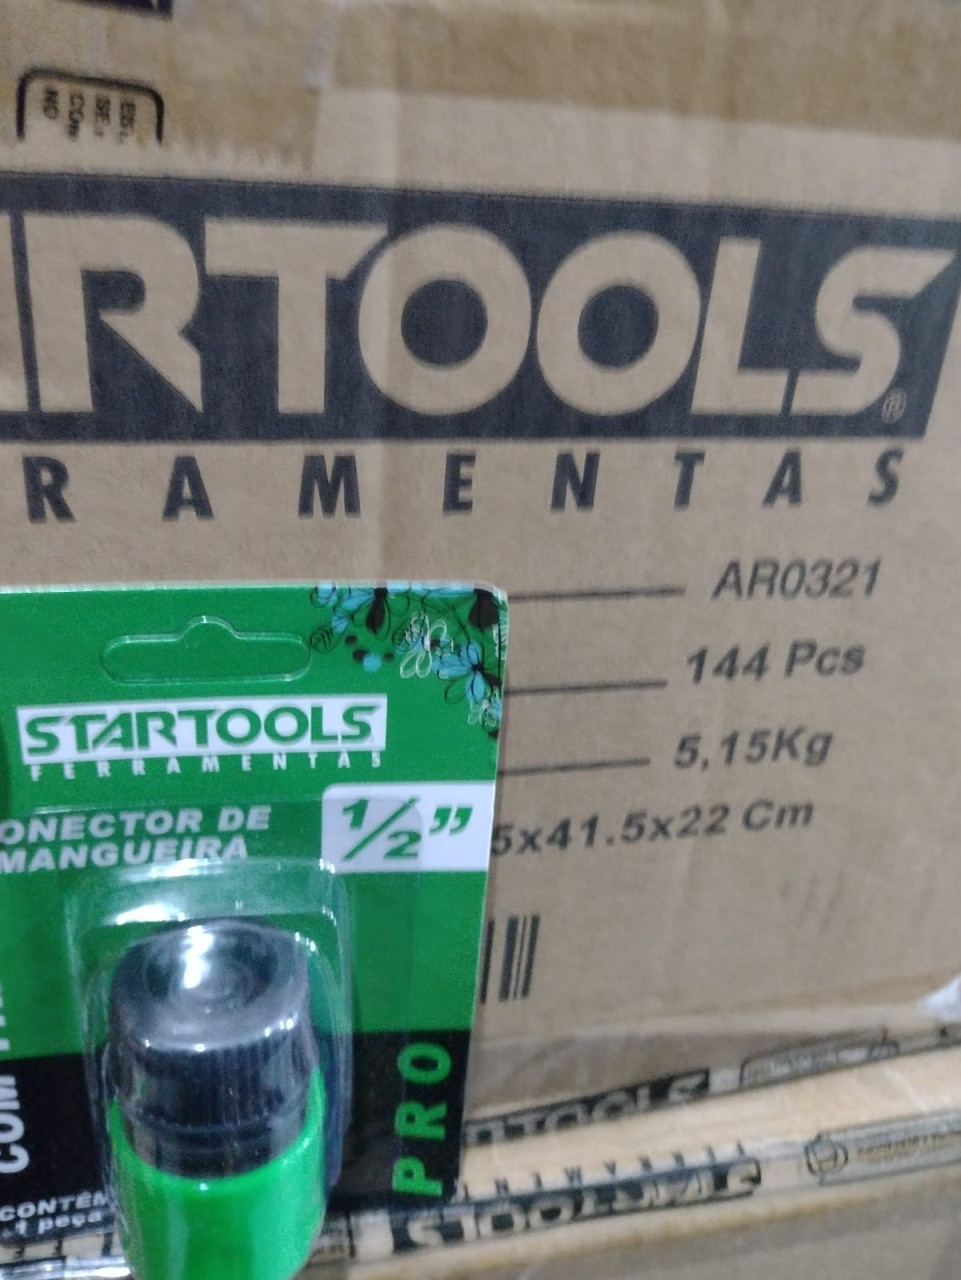 RTOOLS®
RAMENTAS
AR0321
144 Pcs
5,15Kg
5x41.5x22 Cm
STARTOOLS
FERRAMENTAS
ONECTOR DE
MANGUEIRA
1/2”
COM
PRO
CONTÉM
1 peça
STARTOOLS